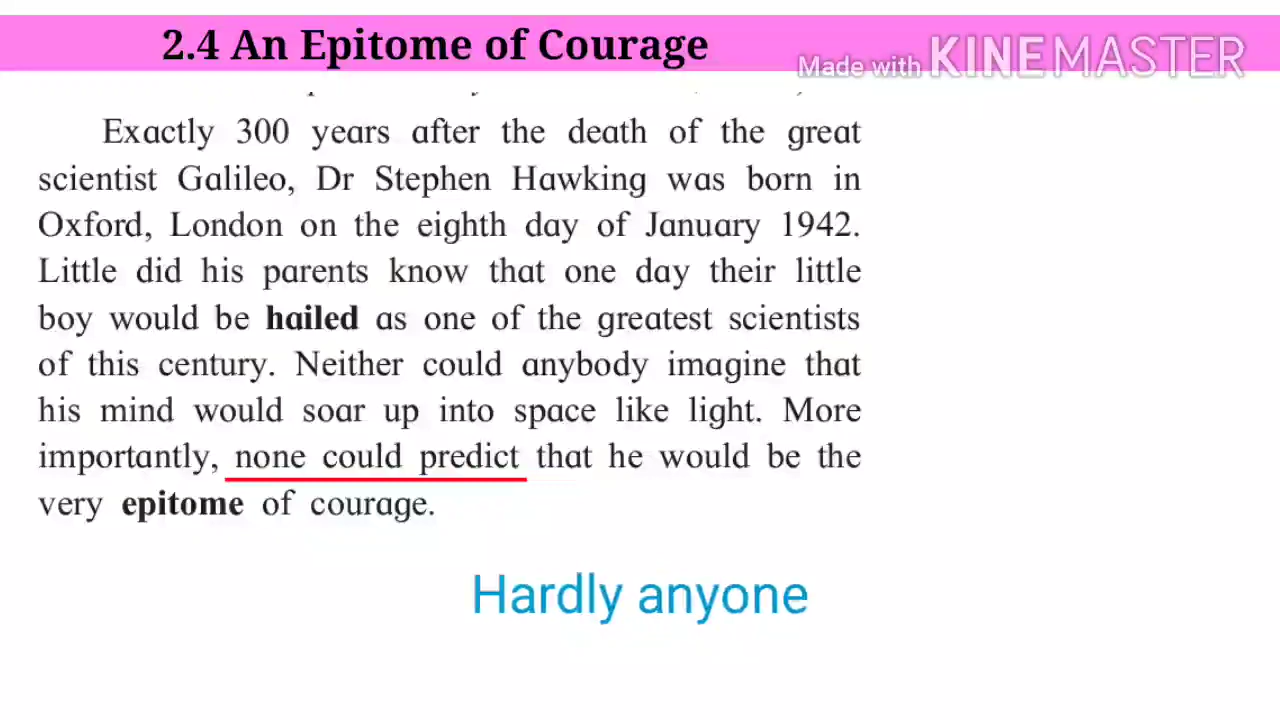 2.4 An Epitome of Courage
Made with KINEMASTER
Exactly 300 years after the death of the great
scientist Galileo, Dr Stephen Hawking was born in
Oxford, London on the eighth day of January 1942.
Little did his parents know that one day their little
boy would be hailed as one of the greatest scientists
of this century. Neither could anybody imagine that
his mind would soar up into space like light. More
importantly, none could predict that he would be the
very epitome of courage.
Hardly anyone